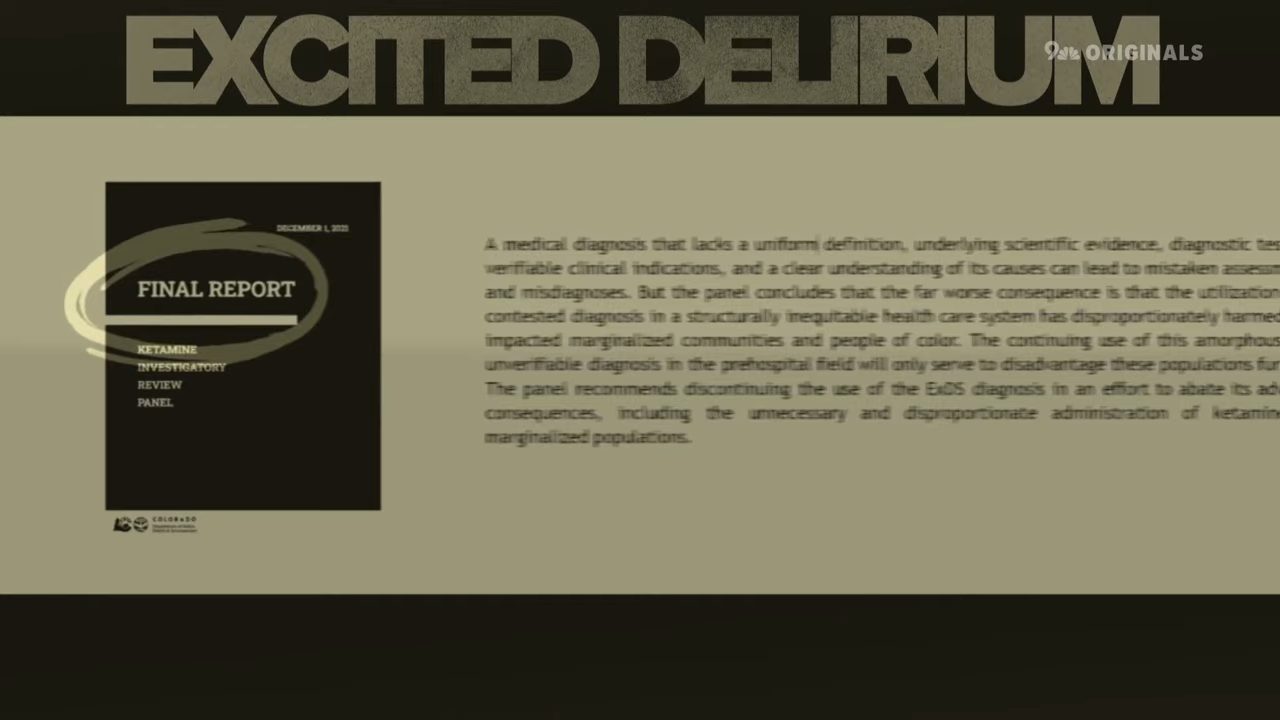 EXCITED DELIRIUM
9 ORIGINALS
DECEMBER 1, 2021
FINAL REPORT
KETAMINE
INVESTIGATORY
REVIEW
PANEL
COLORADO
A medical diagnosis that lacks a uniform definition, underlying scientific evidence, diagnostic tes
verifiable clinical indications, and a clear understanding of its causes can lead to mistaken assessm
and misdiagnoses. But the panel concludes that the far worse consequence is that the utilization
contested diagnosis in a structurally inequitable health care system has disproportionately harmed
impacted marginalized communities and people of color. The continuing use of this amorphous
unverifiable diagnosis in the prehospital field will only serve to disadvantage these populations fur
The panel recommends discontinuing the use of the ExDS diagnosis in an effort to abate its ad
consequences, including the unnecessary and disproportionate administration of ketamin
marginalized populations.